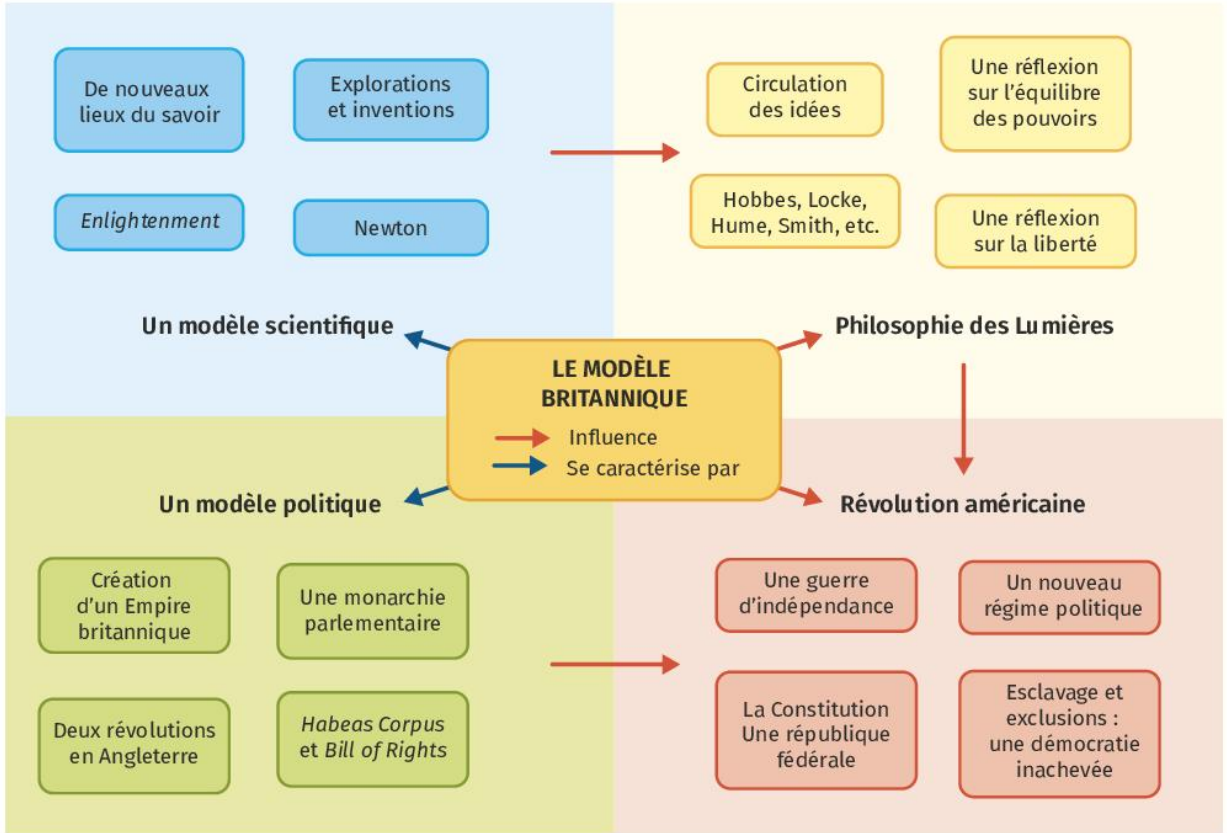 De nouveaux
lieux du savoir
Explorations
et inventions
Enlightenment
Newton
Un modèle scientifique
Circulation
des idées
Une réflexion
sur l'équilibre
des pouvoirs
Hobbes, Locke,
Hume, Smith, etc.
Une réflexion
sur la liberté
Philosophie des Lumières
LE MODÈLE
BRITANNIQUE
Influence
Se caractérise par
Un modèle politique
Création
d'un Empire
britannique
Une monarchie
parlementaire
Deux révolutions
en Angleterre
Habeas Corpus
et Bill of Rights
Révolution américaine
Une guerre
d'indépendance
Un nouveau
régime politique
La Constitution
Une république
fédérale
Esclavage et
exclusions :
une démocratie
inachevée